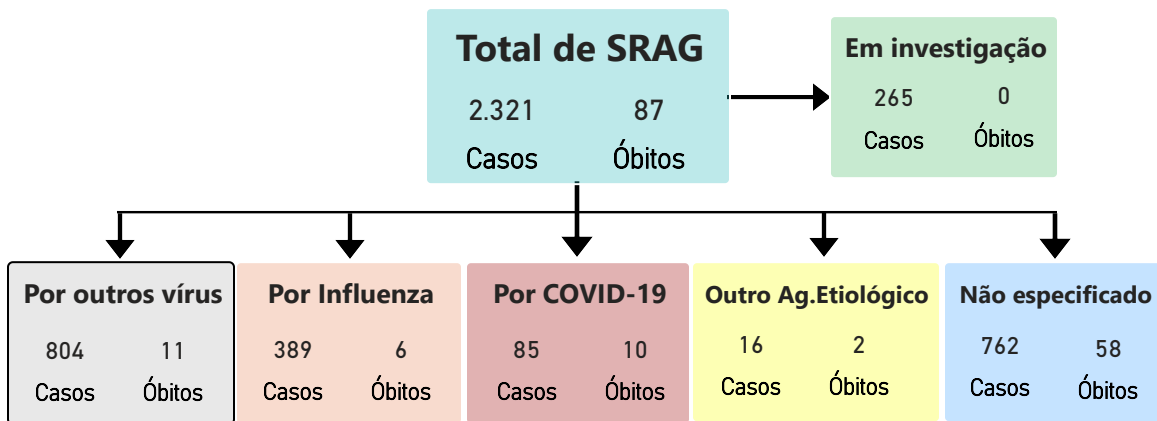 Total de SRAG
2.321 87
Casos Óbitos
Em investigação
265 0
Casos Óbitos
Por outros vírus
804 11
Casos Óbitos
Por Influenza
389 6
Casos Óbitos
Por COVID-19
85 10
Casos Óbitos
Outro Ag.Etiológico
16 2
Casos Óbitos
Não especificado
762 58
Casos Óbitos